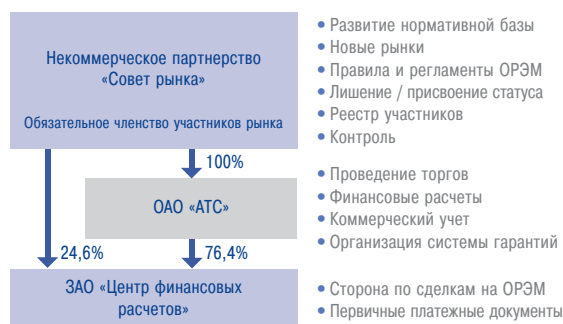 Некоммерческое партнерство
«Совет рынка»
Обязательное членство участников рынка
• Развитие нормативной базы
• Новые рынки
• Правила и регламенты ОРЭМ
• Лишение / присвоение статуса
• Реестр участников
• Контроль
100%
ОАО «АТС»
• Проведение торгов
• Финансовые расчеты
• Коммерческий учет
• Организация системы гарантий
24,6%
76,4%
ЗАО «Центр финансовых
расчетов»
• Сторона по сделкам на ОРЭМ
• Первичные платежные документы